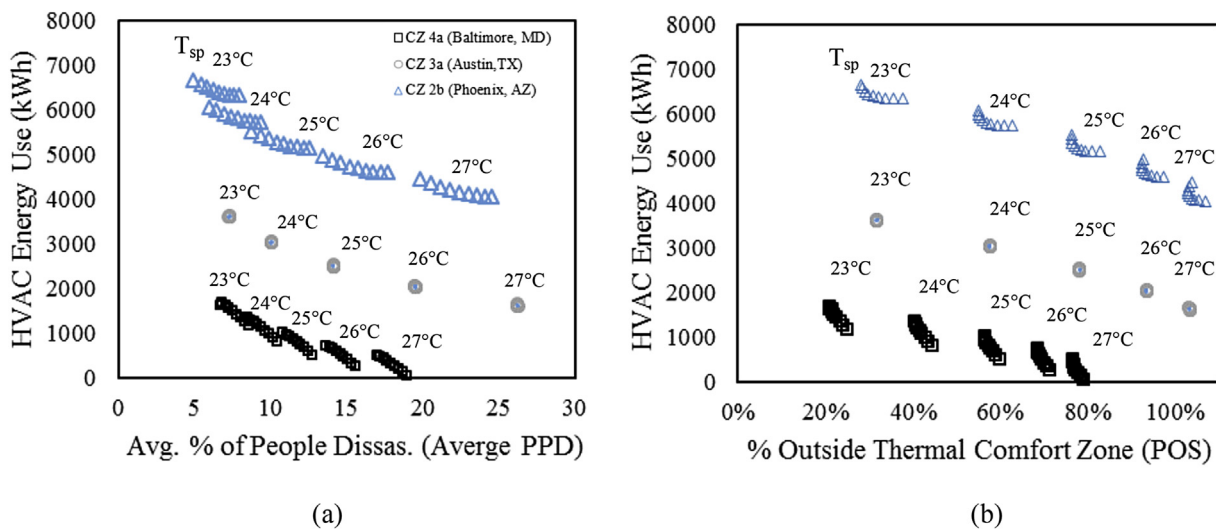 8000
7000
6000
5000
4000
3000
2000
1000
0
HVAC Energy Use (kWh)
T_sp
23°C
24°C
25°C
26°C
27°C
CZ 4a (Baltimore, MD)
CZ 3a (Austin,TX)
CZ 2b (Phoenix, AZ)
23°C
24°C
25°C
26°C
27°C
23°C
24°C
25°C
26°C
27°C
0 5 10 15 20 25 30
Avg. % of People Dissas. (Averge PPD)
(a)
8000
7000
6000
5000
4000
3000
2000
1000
0
HVAC Energy Use (kWh)
T_sp
23°C
24°C
25°C
26°C
27°C
23°C
24°C
25°C
26°C
27°C
23°C
24°C
25°C
26°C
27°C
0% 20% 40% 60% 80% 100%
% Outside Thermal Comfort Zone (POS)
(b)